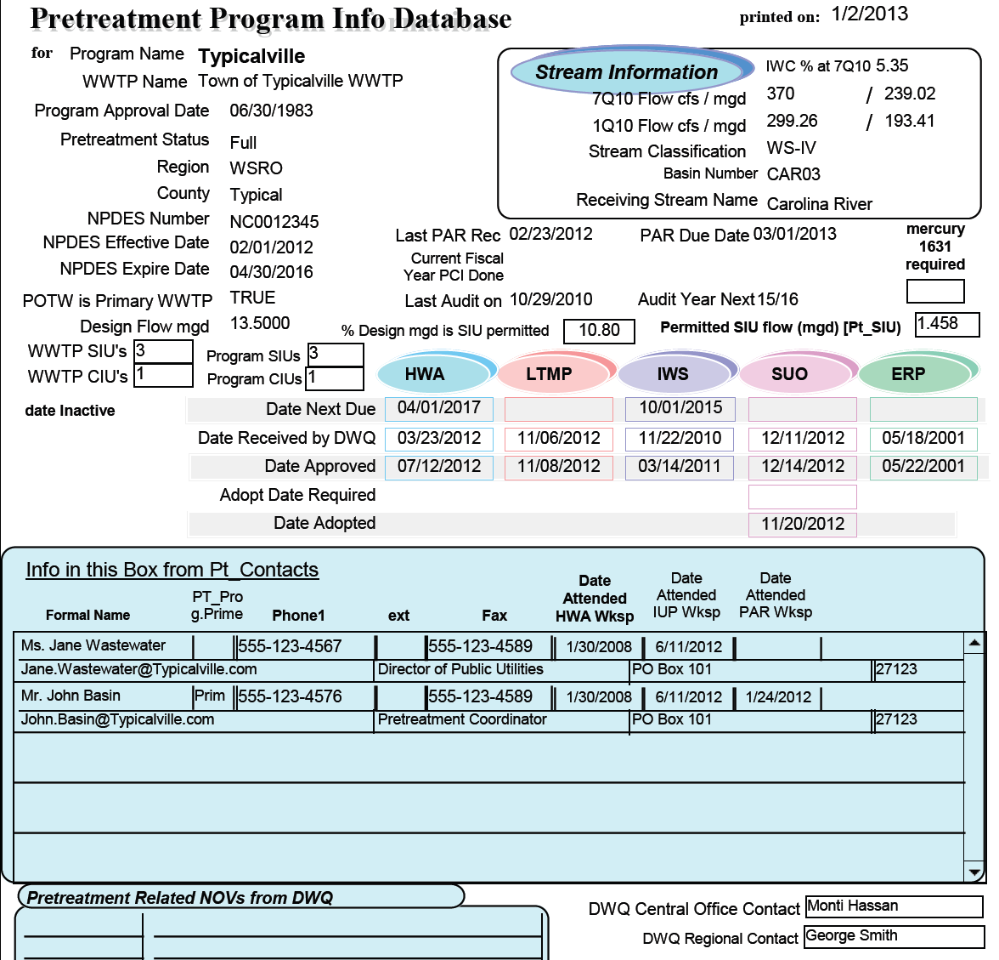 Pretreatment Program Info Database
printed on: 1/2/2013
for Program Name Typicalville
WWTP Name Town of Typicalville WWTP
Program Approval Date 06/30/1983
Pretreatment Status Full
Region WSRO
County Typical
NPDES Number NC0012345
NPDES Effective Date 02/01/2012
NPDES Expire Date 04/30/2016
POTW is Primary WWTP TRUE
Design Flow mgd 13.5000
Stream Information
IWC % at 7Q10 5.35
7Q10 Flow cfs / mgd 370 / 239.02
1Q10 Flow cfs / mgd 299.26 / 193.41
Stream Classification WS-IV
Basin Number CAR03
Receiving Stream Name Carolina River
Last PAR Rec 02/23/2012 PAR Due Date 03/01/2013
Current Fiscal
Year PCI Done
Last Audit on 10/29/2010 Audit Year Next 15/16
mercury
1631
required
% Design mgd is SIU permitted 10.80 Permitted SIU flow (mgd) [Pt_SIU) 1.458
WWTP SIU's 3 Program SIUs 3
WWTP CIU's 1 Program CIUs 1
HWA LTMP IWS SUO ERP
date Inactive
Date Next Due 04/01/2017 10/01/2015
Date Received by DWQ 03/23/2012 11/06/2012 11/22/2010 12/11/2012 05/18/2001
Date Approved 07/12/2012 11/08/2012 03/14/2011 12/14/2012 05/22/2001
Adopt Date Required
Date Adopted 11/20/2012
Info in this Box from Pt_Contacts
Formal Name PT_Pro
g.Prime Phone1 ext Fax
Date
Attended
HWA Wksp
Date
Attended
IUP Wksp
Date
Attended
PAR Wksp
Ms. Jane Wastewater 555-123-4567 555-123-4589 1/30/2008 6/11/2012
Jane.Wastewater@Typicalville.com Director of Public Utilities PO Box 101 27123
Mr. John Basin Prim 555-123-4576 555-123-4589 1/30/2008 6/11/2012 1/24/2012
John.Basin@Typicalville.com Pretreatment Coordinator PO Box 101 27123
Pretreatment Related NOVs from DWQ
DWQ Central Office Contact Monti Hassan
DWQ Regional Contact George Smith